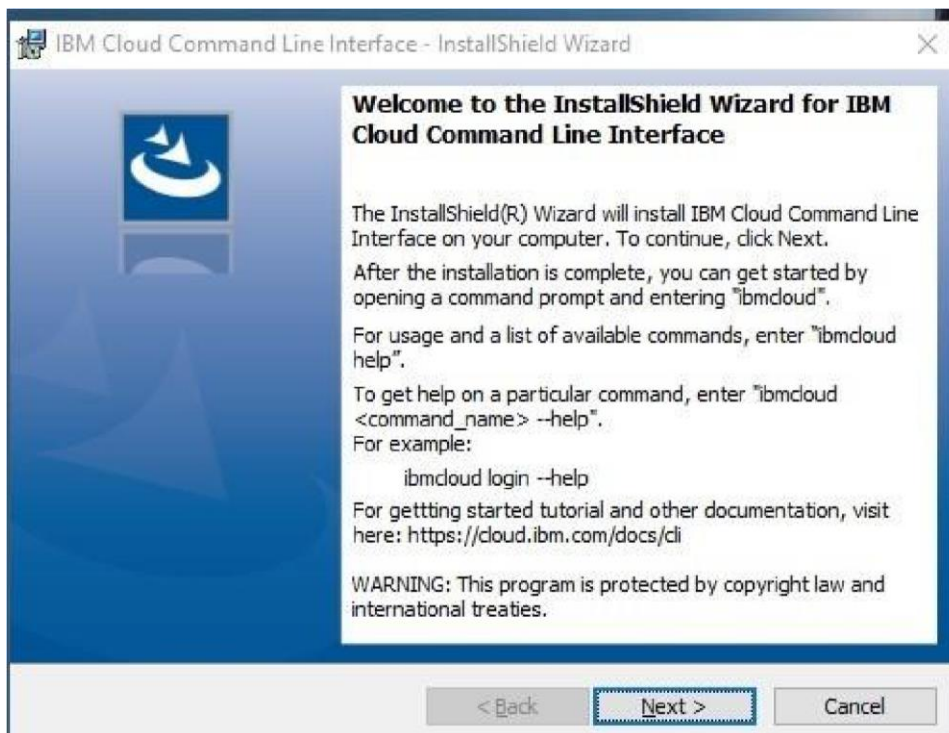 IBM Cloud Command Line Interface - InstallShield Wizard
Welcome to the InstallShield Wizard for IBM
Cloud Command Line Interface
The InstallShield(R) Wizard will install IBM Cloud Command Line
Interface on your computer. To continue, click Next.
After the installation is complete, you can get started by
opening a command prompt and entering "ibmcloud".
For usage and a list of available commands, enter "ibmcloud
help”.
To get help on a particular command, enter "ibmcloud
<command_name> --help".
For example:
ibmcloud login --help
For gettting started tutorial and other documentation, visit
here: https://cloud.ibm.com/docs/cli
WARNING: This program is protected by copyright law and
international treaties.
< Back
Next >
Cancel